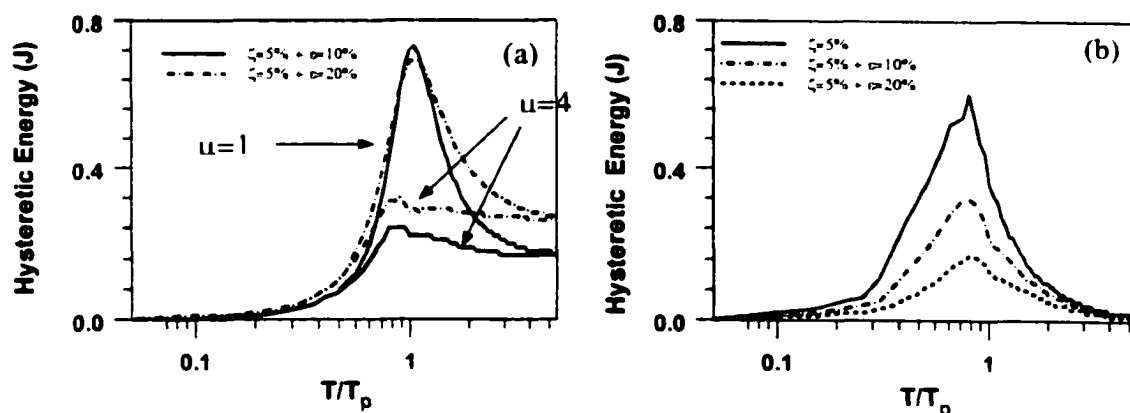 0.8
ζ=5% + ε=10%
ζ=5% + ε=20%
(a)
μ=1
μ=4
0.4
0.0
0.1
1
T/Tp
Hysteretic Energy (J)
0.8
ζ=5%
ζ=5% + ε=10%
ζ=5% + ε=20%
(b)
0.4
0.0
0.1
1
T/Tp
Hysteretic Energy (J)